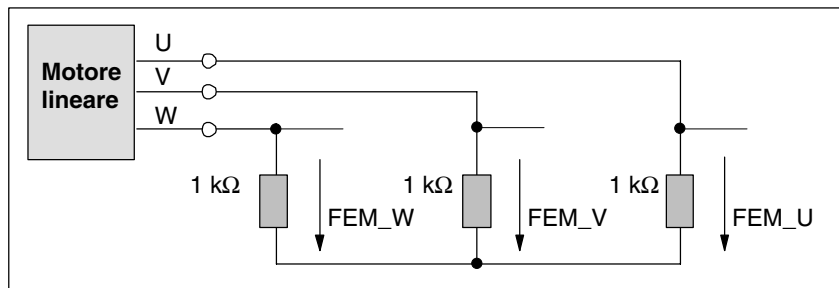 U
Motore
lineare
V
W
1 kΩ
1 kΩ
1 kΩ
FEM_W
FEM_V
FEM_U